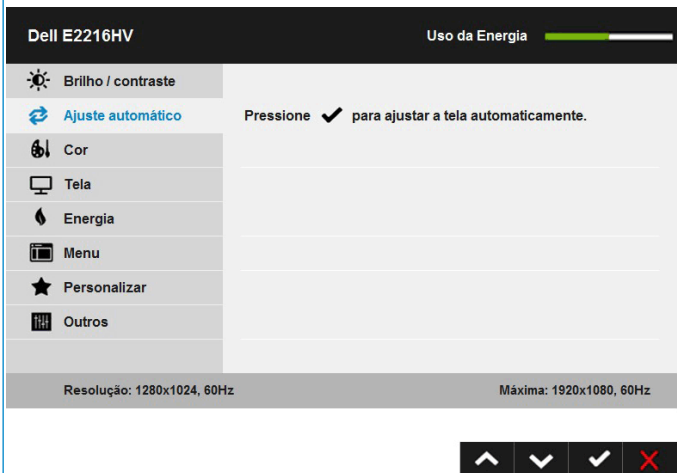 Dell E2216HV
Uso da Energia
Brilho / contraste
Ajuste automático
Pressione ✔ para ajustar a tela automaticamente.
Cor
Tela
Energia
Menu
Personalizar
Outros
Resolução: 1280x1024, 60Hz
Máxima: 1920x1080, 60Hz